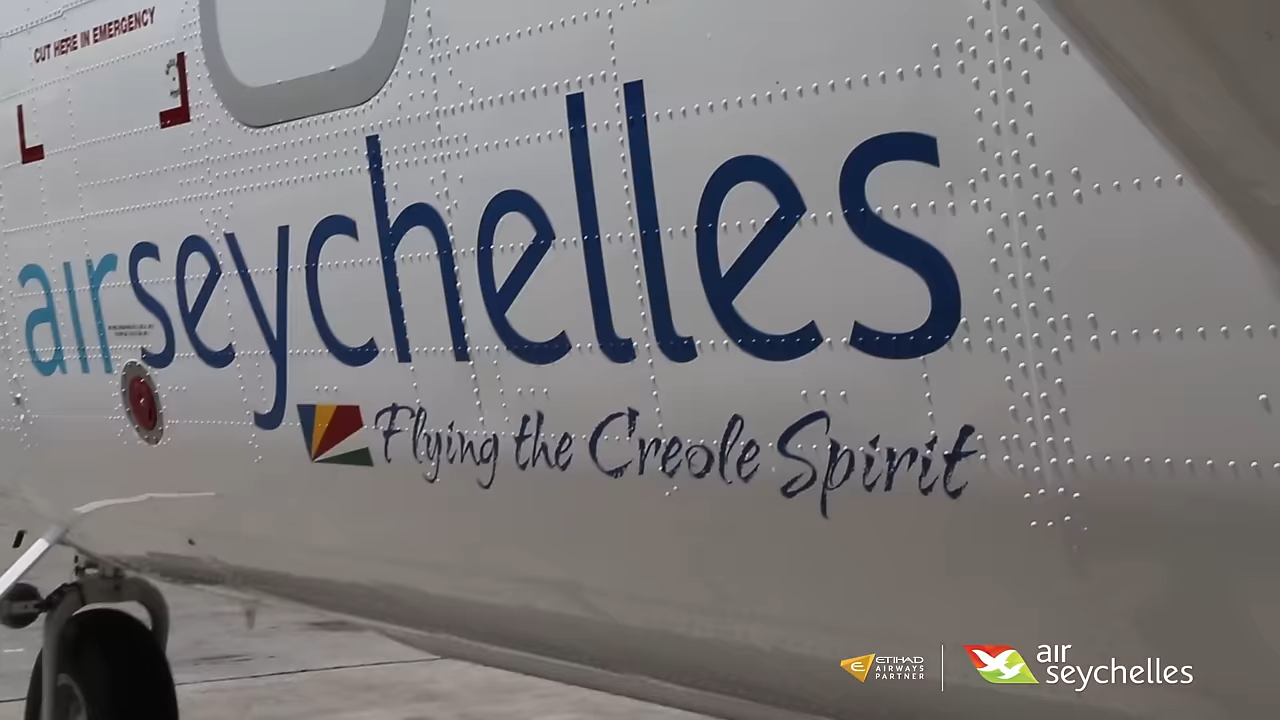 CUT HERE IN EMERGENCY
airseychelles
Flying the Creole Spirit
ETIHAD
AIRWAYS
PARTNER
air
seychelles